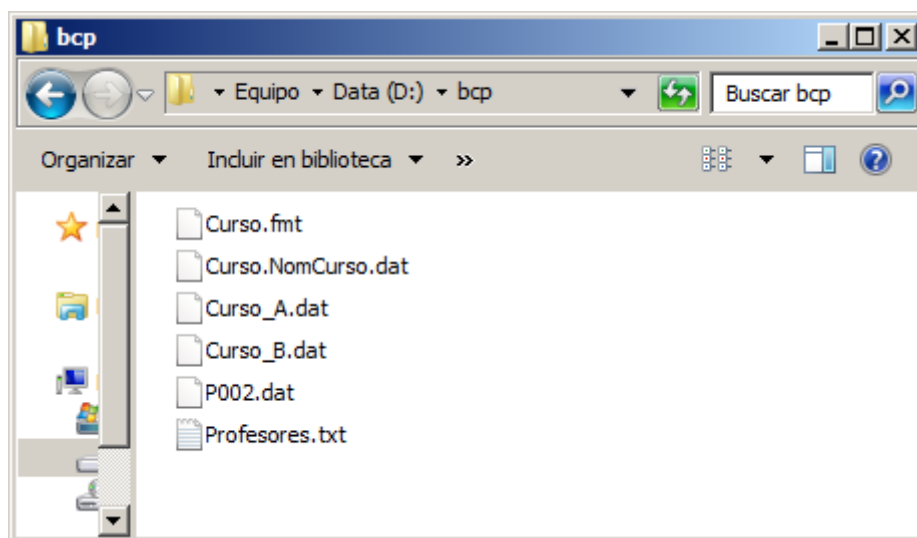 bcp
Equipo Data (D:) bcp Buscar bcp
Organizar Incluir en biblioteca »
Curso.fmt
Curso.NomCurso.dat
Curso_A.dat
Curso_B.dat
P002.dat
Profesores.txt